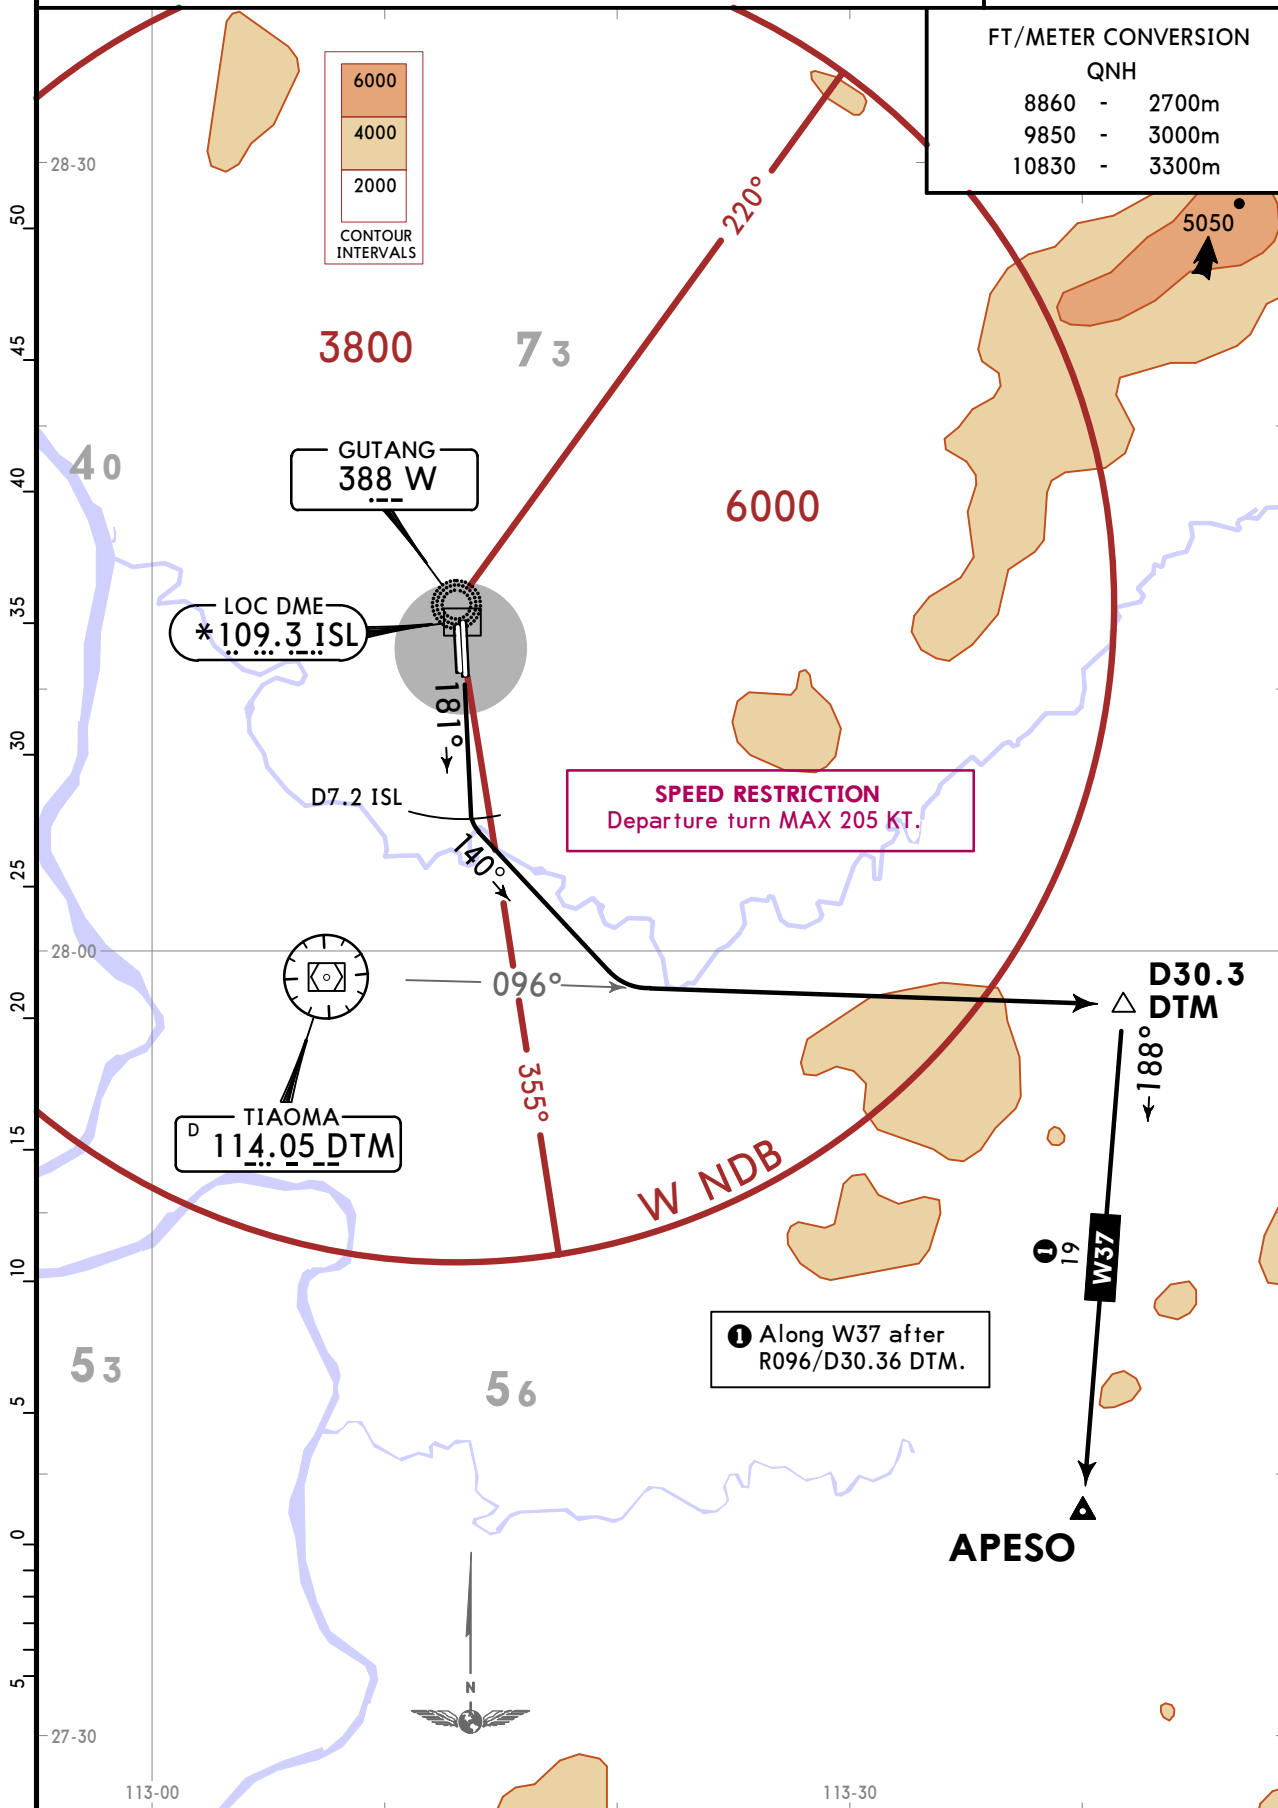 FT/METER CONVERSION
QNH
8860 - 2700m
9850 - 3000m
10830 - 3300m
6000
4000
2000
CONTOUR
INTERVALS
28-30
50
220°
5050
45
3800
73
40
GUTANG
388 W
40
6000
35
LOC DME
*109.3 ISL
181°
30
D7.2 ISL
SPEED RESTRICTION
Departure turn MAX 205 KT.
140°
25
28-00
096°
D30.3
DTM
20
188°
355°
TIAOMA
D 114.05 DTM
15
W NDB
10
1
19
W37
1 Along W37 after
R096/D30.36 DTM.
53
56
5
0
APESO
5
N
27-30
113-00
113-30